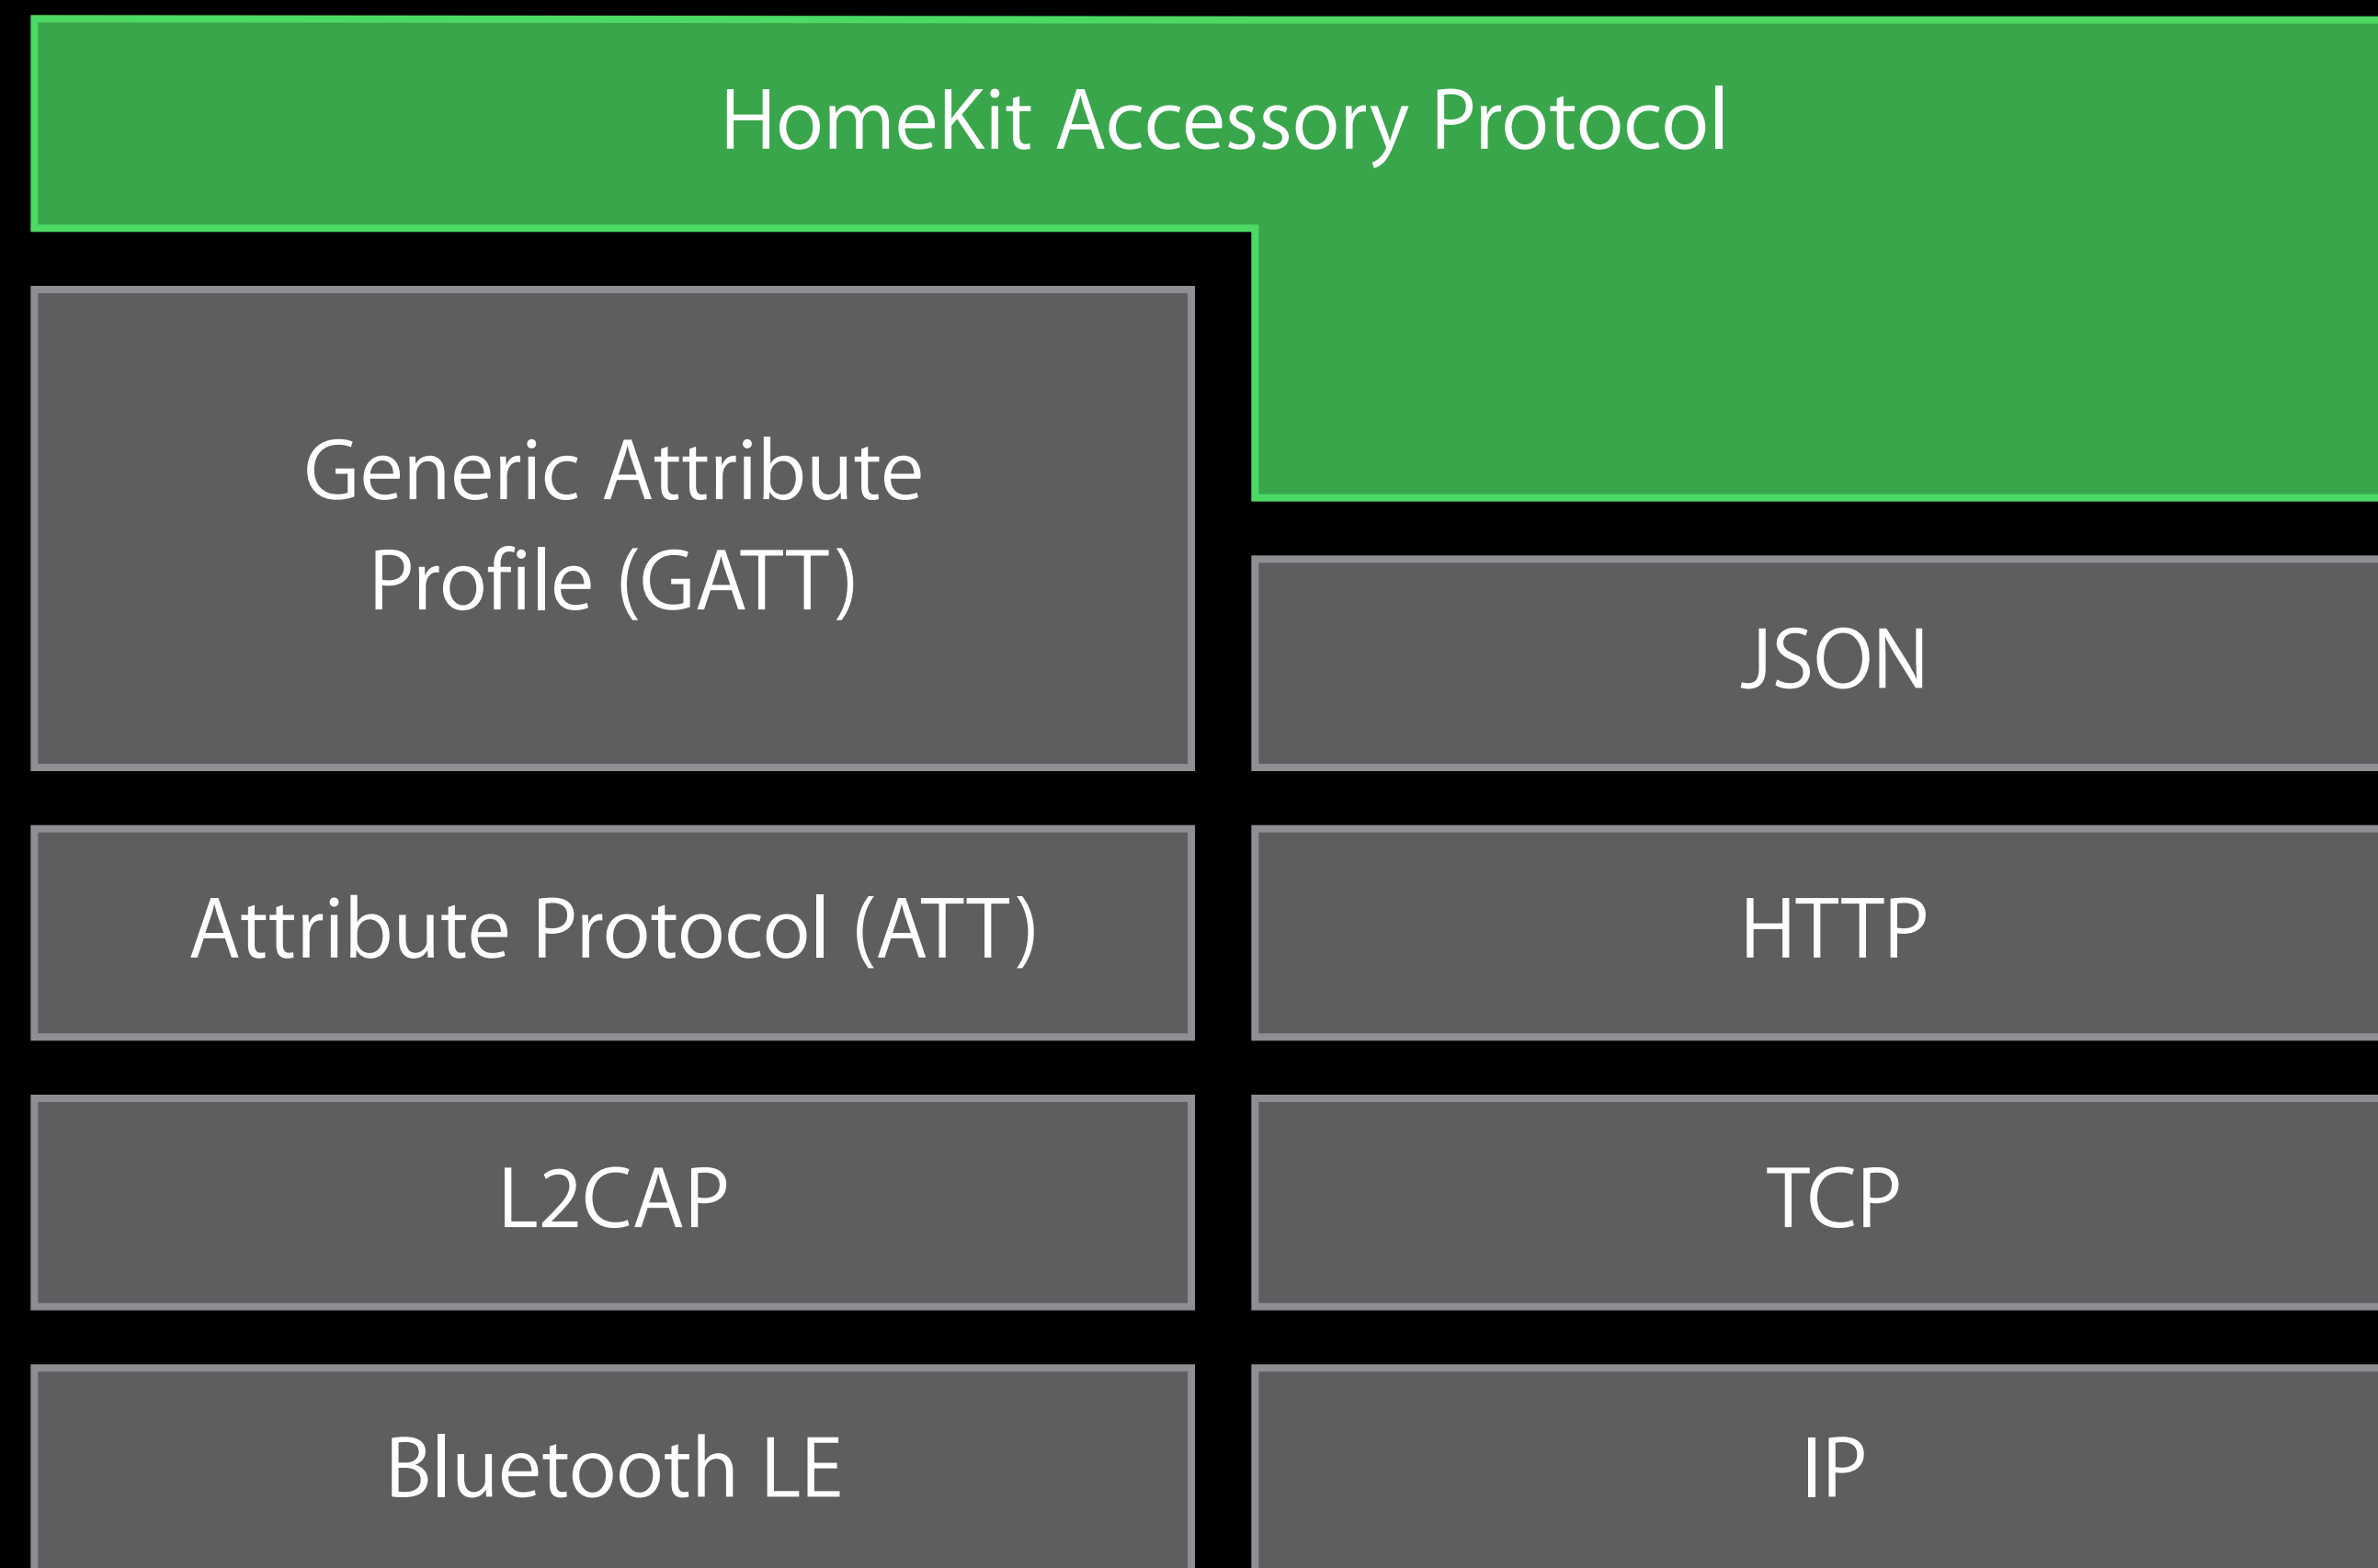 HomeKit Accessory Protocol
Generic Attribute
Profile (GATT)
JSON
Attribute Protocol (ATT)
HTTP
L2CAP
TCP
Bluetooth LE
IP